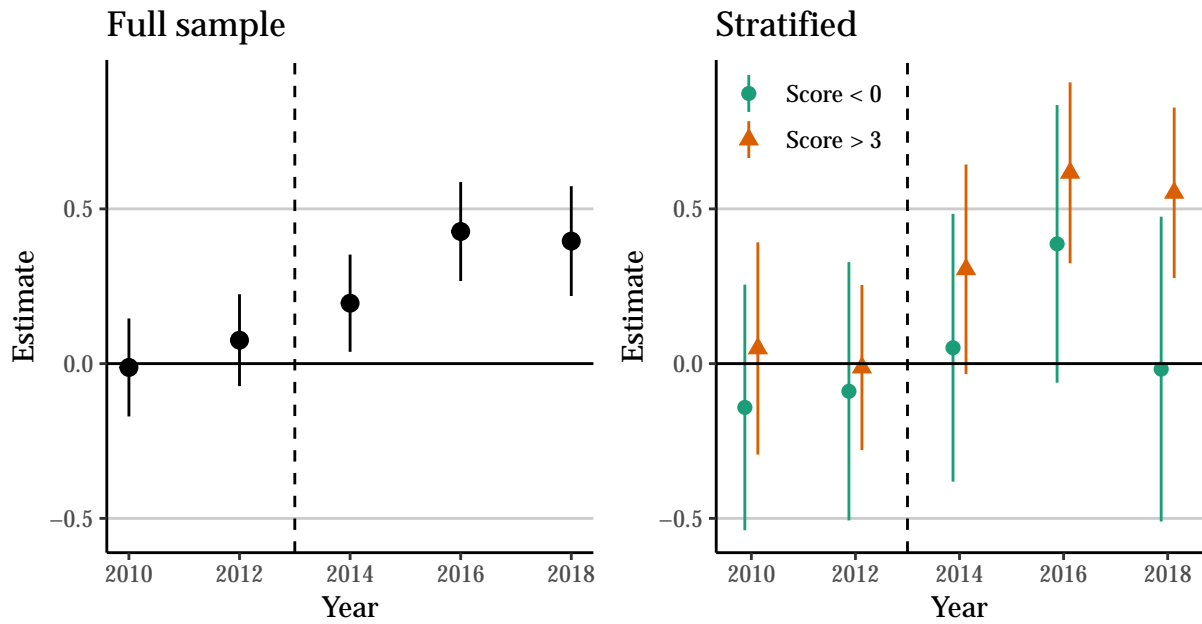 Full sample
Estimate
0.5
0.0
−0.5
2010 2012 2014 2016 2018
Year
Stratified
Score < 0
Score > 3
Estimate
0.5
0.0
−0.5
2010 2012 2014 2016 2018
Year